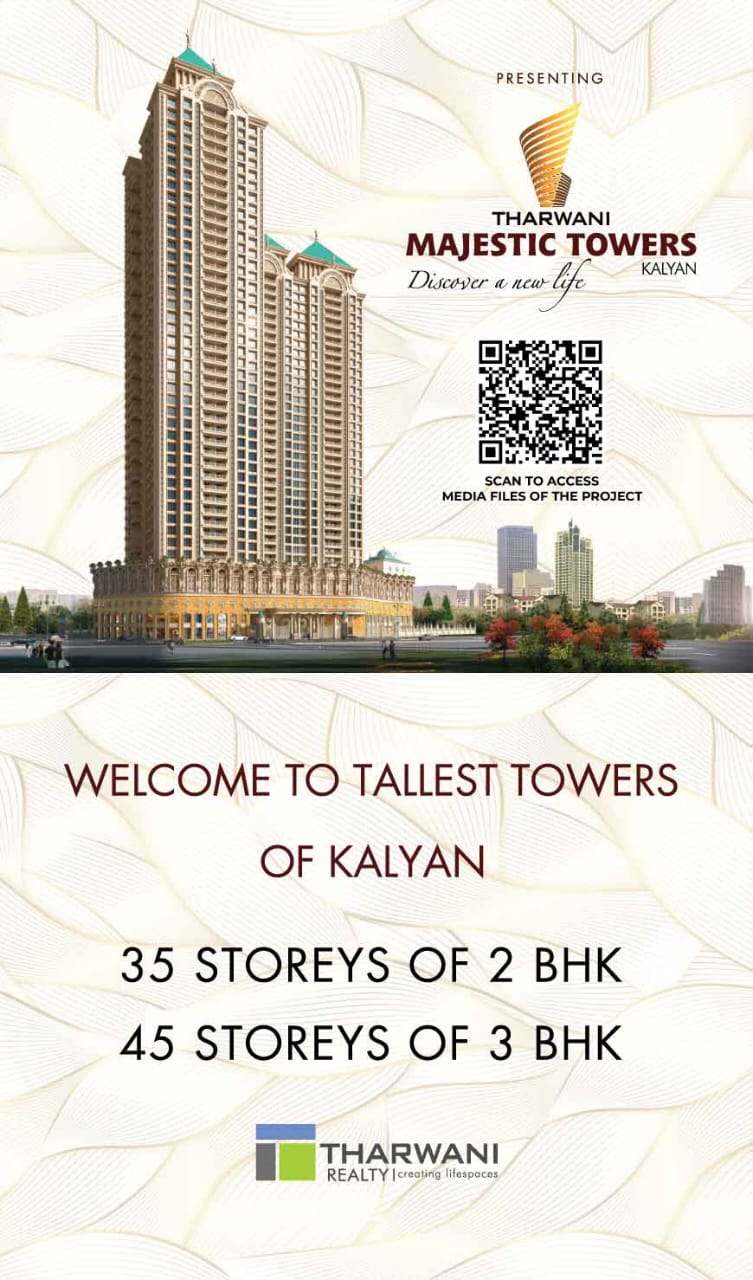 PRESENTING
THARWANI
MAJESTIC TOWERS
KALYAN
Discover a new life
SCAN TO ACCESS
MEDIA FILES OF THE PROJECT
WELCOME TO TALLEST TOWERS
OF KALYAN
35 STOREYS OF 2 BHK
45 STOREYS OF 3 BHK
THARWANI
REALTY | creating lifespaces